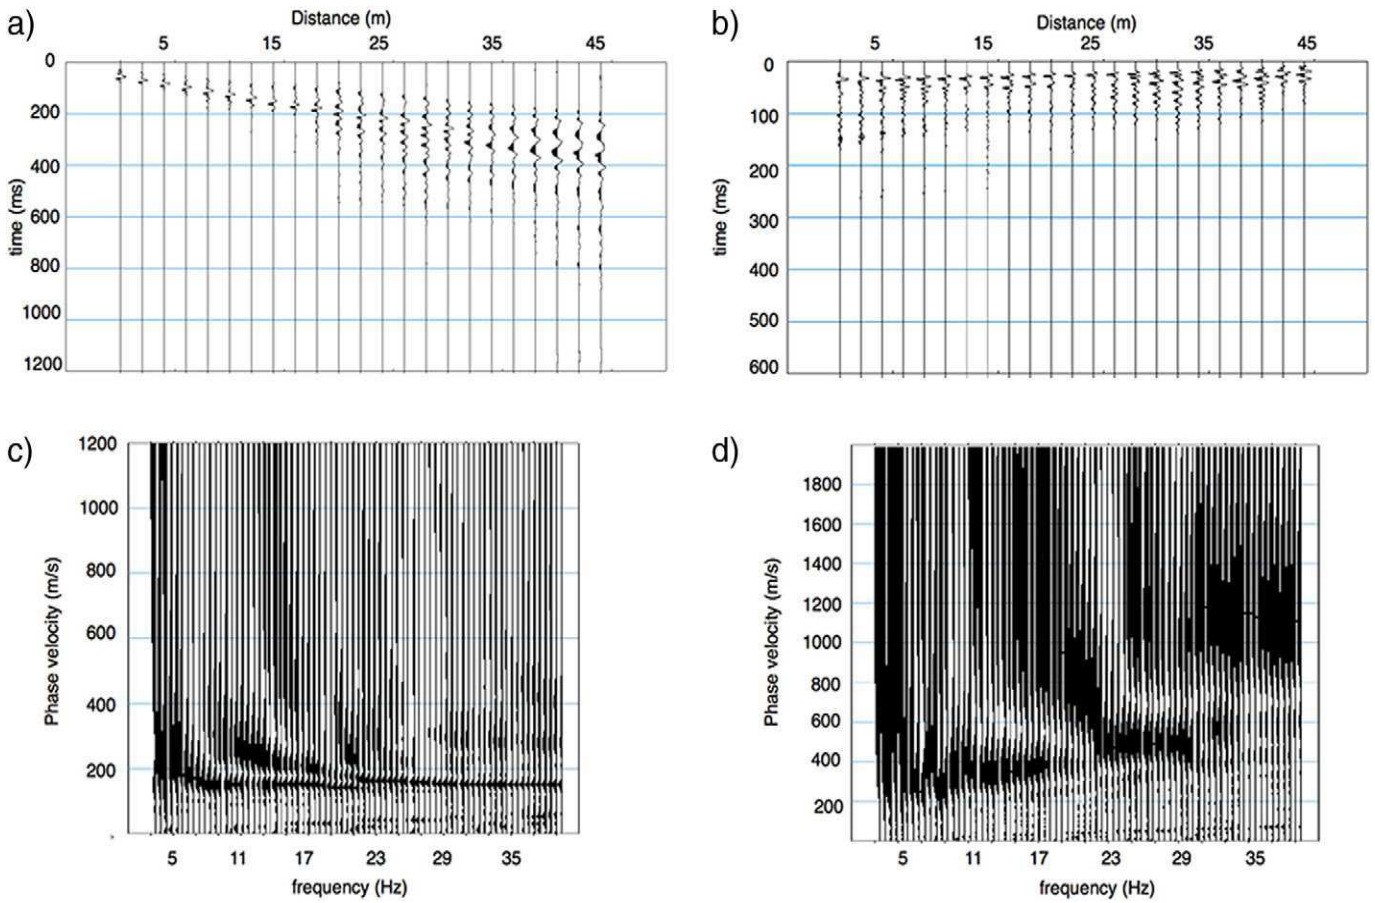 a)
Distance (m)
5 15 25 35 45
0
200
400
600
800
1000
1200
time (ms)
b)
Distance (m)
5 15 25 35 45
0
100
200
300
400
500
600
time (ms)
c)
1200
1000
800
600
400
200
Phase velocity (m/s)
5 11 17 23 29 35
frequency (Hz)
d)
1800
1600
1400
1200
1000
800
600
400
200
Phase velocity (m/s)
5 11 17 23 29 35
frequency (Hz)